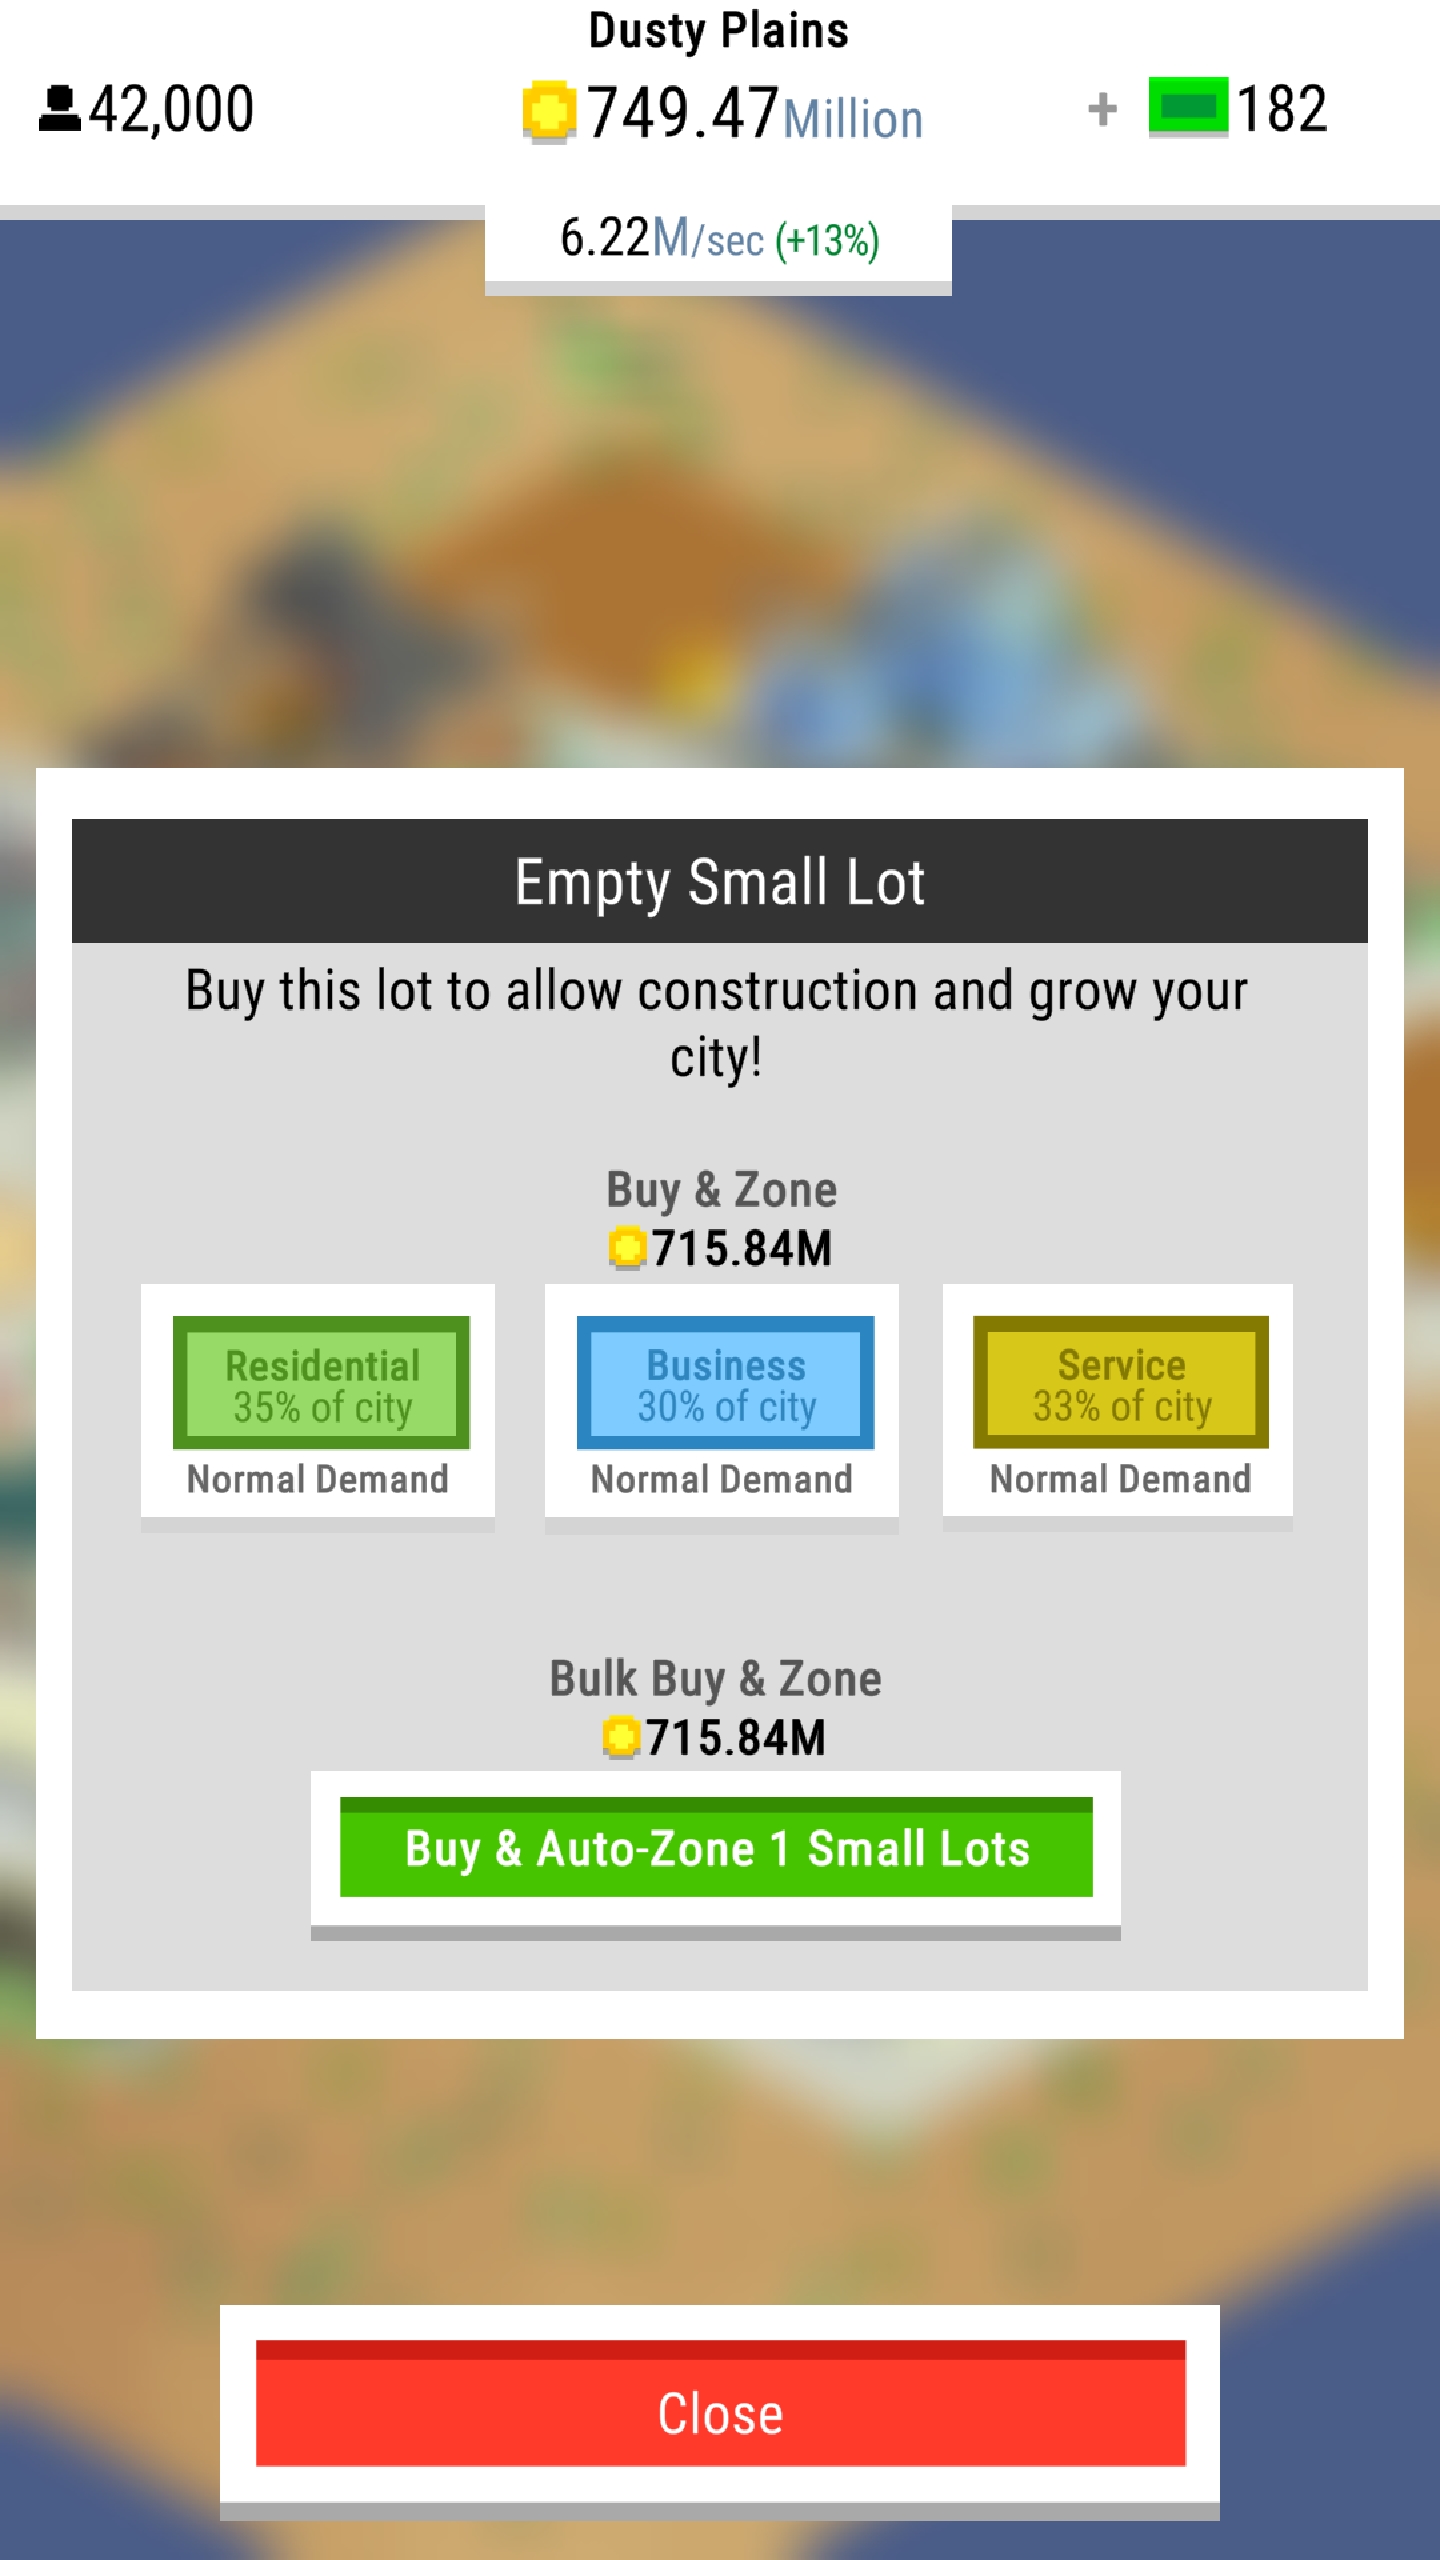 Dusty Plains
42,000
749.47Million
+ 182
6.22M/sec (+13%)
Empty Small Lot
Buy this lot to allow construction and grow your
city!
Buy & Zone
715.84M
Residential
35% of city
Normal Demand
Business
30% of city
Normal Demand
Service
33% of city
Normal Demand
Bulk Buy & Zone
715.84M
Buy & Auto-Zone 1 Small Lots
Close